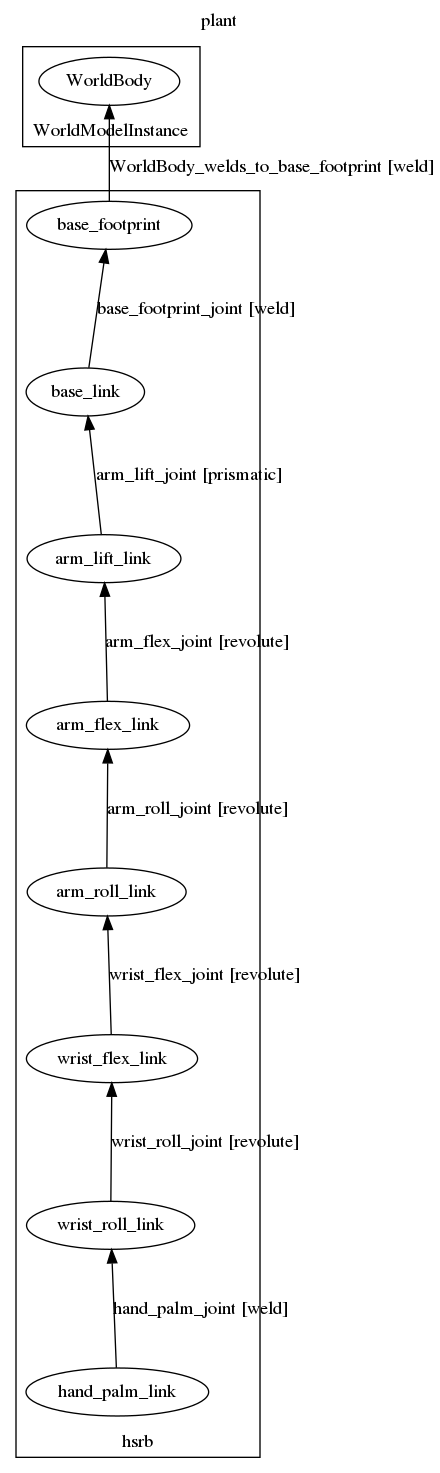 plant
WorldBody
WorldModelInstance
WorldBody_welds_to_base_footprint [weld]
base_footprint
base_footprint_joint [weld]
base_link
arm_lift_joint [prismatic]
arm_lift_link
arm_flex_joint [revolute]
arm_flex_link
arm_roll_joint [revolute]
arm_roll_link
wrist_flex_joint [revolute]
wrist_flex_link
wrist_roll_joint [revolute]
wrist_roll_link
hand_palm_joint [weld]
hand_palm_link
hsrb